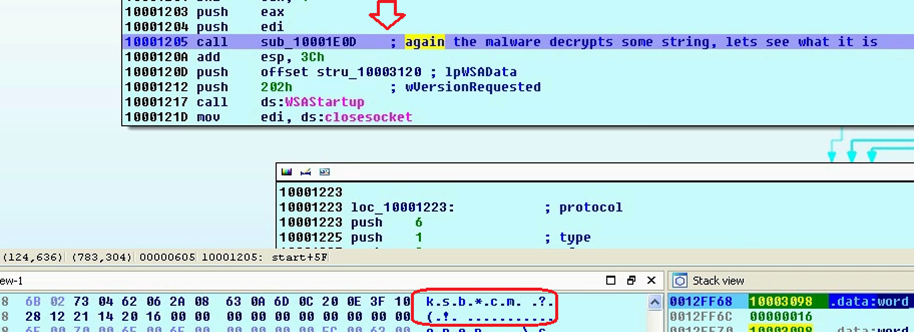 10001203 push    eax
10001204 push    edi
10001205 call    sub_10001E0D    ; again the malware decrypts some string, lets see what it is
1000120A add     esp, 3Ch
1000120D push    offset stru_10003120 ; lpWSAData
10001212 push    202h            ; wVersionRequested
10001217 call    ds:WSAStartup
1000121D mov     edi, ds:closesocket
10001223
10001223 loc_10001223:           ; protocol
10001223 push    6
10001225 push    1               ; type
(124,636) (783,304) 00000605 10001205: start+5F
ew-1
Stack view
8 6B 02 73 04 62 06 2A 08  63 0A 6D 0C 20 0E 3F 10 k.s.b.*.c.m. .?.
8 28 12 21 14 20 16 00 00  00 00 00 00 00 00 00 00 (.!. ...........
0012FF68 10003098 .data:word
0012FF6C 00000016